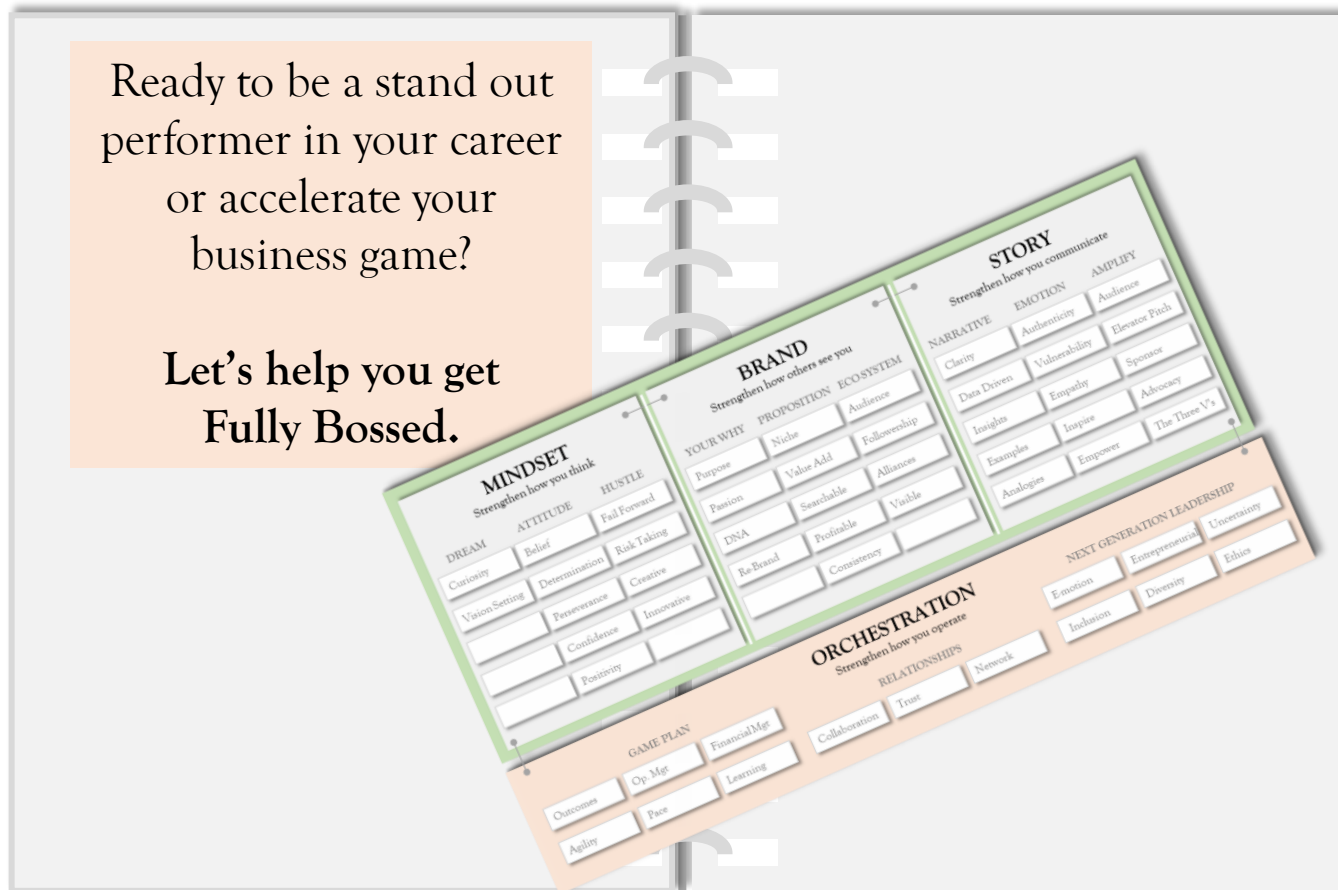 Ready to be a stand out
performer in your career
or accelerate your
business game?
Let's help you get
Fully Bossed.
MINDSET
Strengthen how you think
DREAM ATTITUDE HUSTLE
Curiosity Belief Fail Forward
Vision Setting Determination Risk Taking
Perseverance Creative
Confidence Innovative
Positivity
BRAND
Strengthen how others see you
YOUR WHY PROPOSITION ECO-SYSTEM
Purpose Niche Audience
Passion Value Add Followership
DNA Searchable Alliances
Re-Brand Profitable Visible
Consistency
STORY
Strengthen how you communicate
NARRATIVE EMOTION AMPLIFY
Clarity Authenticity Audience
Data Driven Vulnerability Elevator Pitch
Insights Empathy Sponsor
Examples Inspire Advocacy
Analogies Empower The Three V's
ORCHESTRATION
Strengthen how you operate
GAME PLAN
Outcomes Op. Mgt Financial Mgt
Agility Pace Learning
RELATIONSHIPS
Collaboration Trust Network
NEXT GENERATION LEADERSHIP
E-motion Entrepreneurial Uncertainty
Inclusion Diversity Ethics